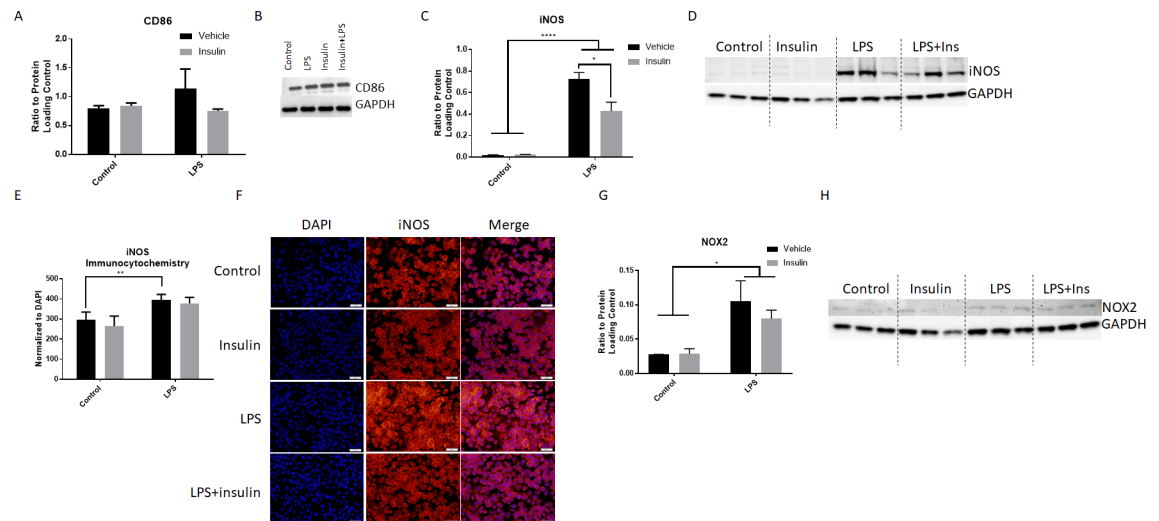 A
CD86
Vehicle
Insulin
Ratio to Protein
Loading Control
2.0
1.5
1.0
0.5
0.0
Control
LPS
B
Control
LPS
Insulin
Insulin+LPS
CD86
GAPDH
C
iNOS
Vehicle
Insulin
****
*
Ratio to Protein
Loading Control
1.0
0.8
0.6
0.4
0.2
0.0
Control
LPS
D
Control Insulin LPS LPS+Ins
iNOS
GAPDH
E
iNOS
Immunocytochemistry
**
Normalized to DAPI
500
400
300
200
100
0
Control
LPS
F
DAPI iNOS Merge
Control
Insulin
LPS
LPS+insulin
G
NOX2
Vehicle
Insulin
*
Ratio to Protein
Loading Control
0.15
0.10
0.05
0.00
Control
LPS
H
Control Insulin LPS LPS+Ins
NOX2
GAPDH